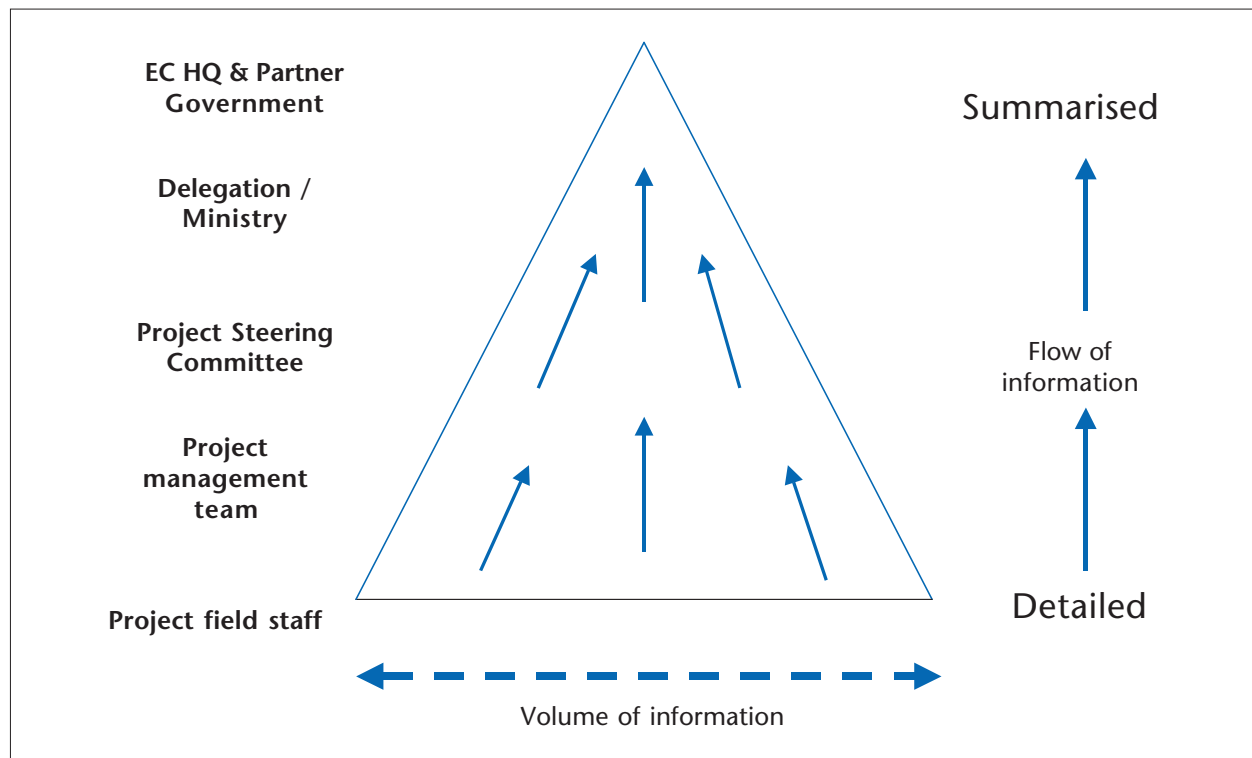 EC HQ & Partner
Government
Delegation /
Ministry
Project Steering
Committee
Project
management
team
Project field staff
Summarised
Flow of
information
Detailed
Volume of information